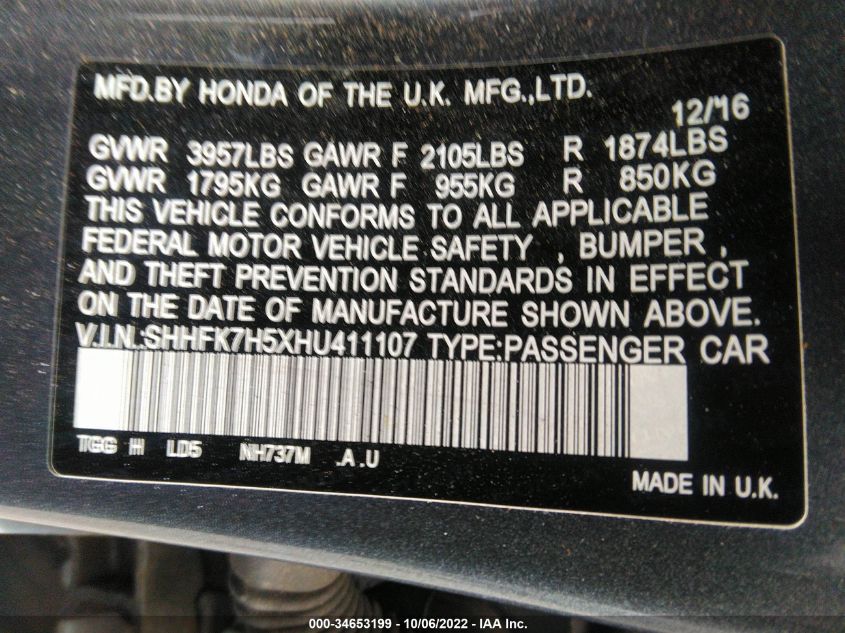 MFD.BY HONDA OF THE U.K. MFG.,LTD.
12/16
GVWR 3957LBS GAWR F 2105LBS R 1874LBS
GVWR 1795KG GAWR F 955KG R 850KG
THIS VEHICLE CONFORMS TO ALL APPLICABLE
FEDERAL MOTOR VEHICLE SAFETY , BUMPER ,
AND THEFT PREVENTION STANDARDS IN EFFECT
ON THE DATE OF MANUFACTURE SHOWN ABOVE.
V.I.N.:SHHFK7H5XHU411107 TYPE:PASSENGER CAR
TGG IH LD5 NH737M .A.U
MADE IN U.K.
000-34653199 - 10/06/2022 - IAA Inc.